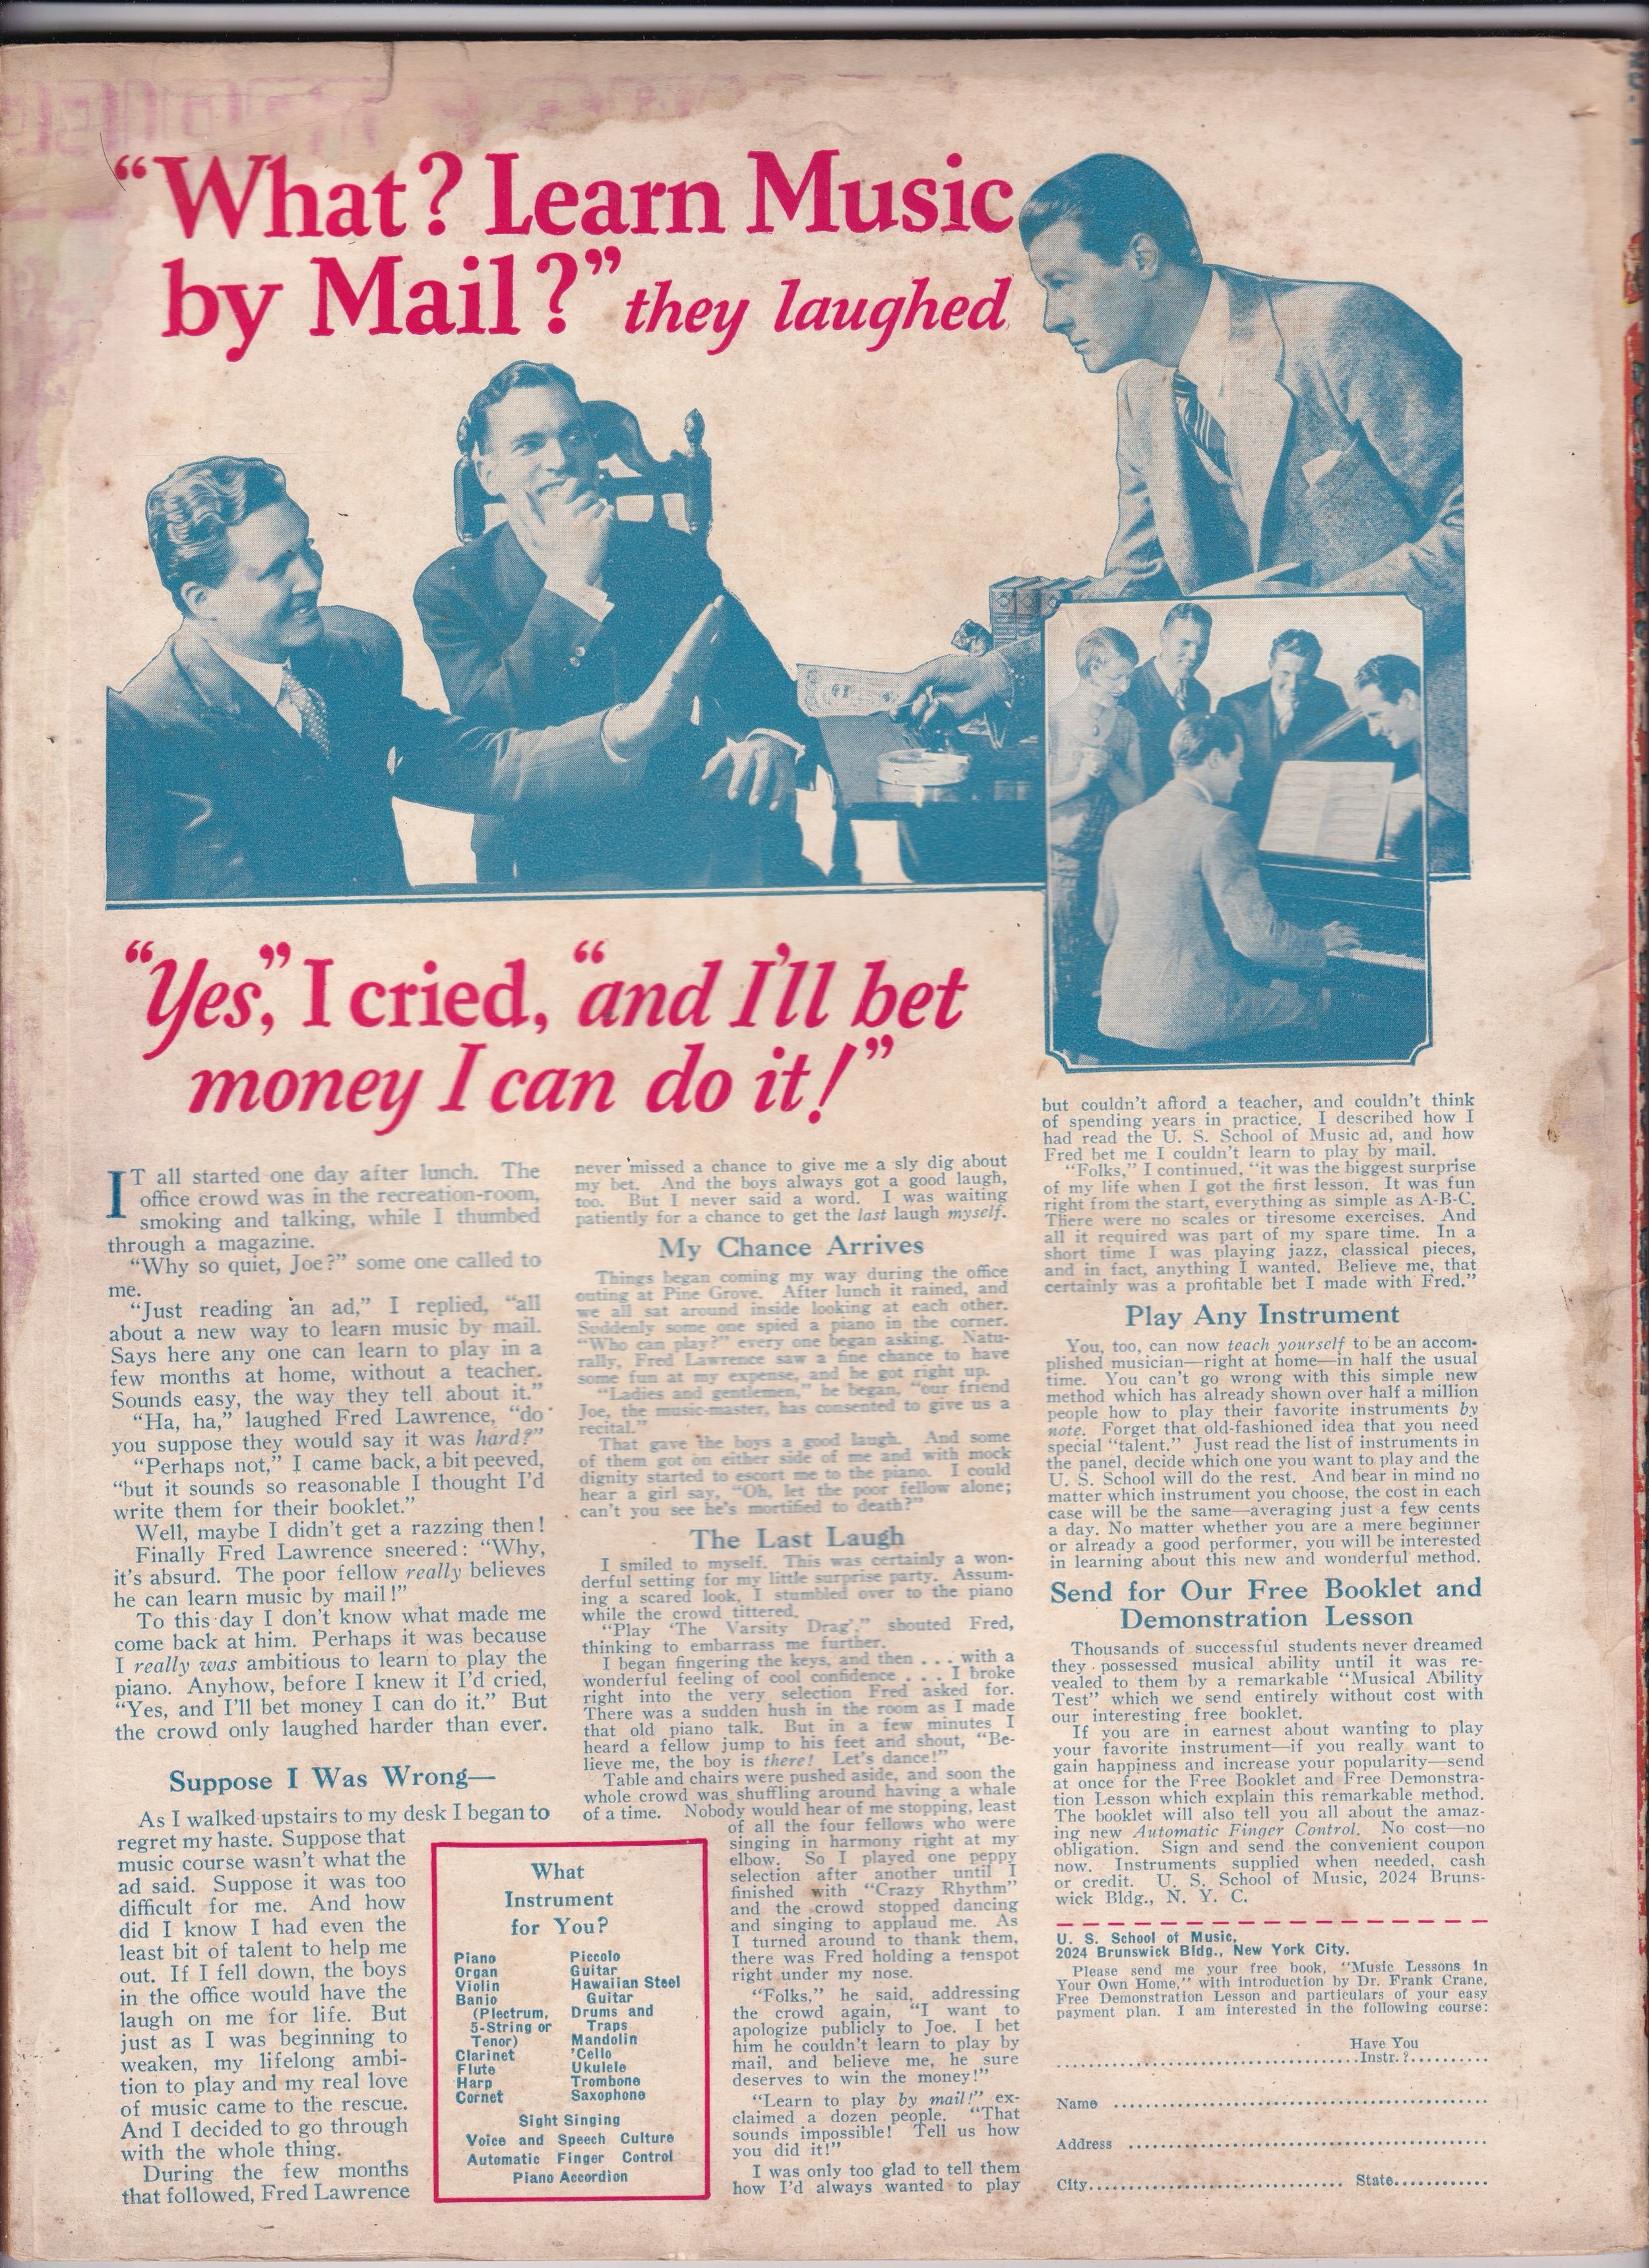 “What? Learn Music
by Mail?” they laughed
“Yes,” I cried, “and I'll bet
money I can do it!”
IT all started one day after lunch. The
office crowd was in the recreation-room,
smoking and talking, while I thumbed
through a magazine.
“Why so quiet, Joe?” some one called to
me.
“Just reading an ad,” I replied, “all
about a new way to learn music by mail.
Says here any one can learn to play in a
few months at home, without a teacher.
Sounds easy, the way they tell about it.”
“Ha, ha,” laughed Fred Lawrence, “do
you suppose they would say it was hard?”
“Perhaps not,” I came back, a bit peeved,
“but it sounds so reasonable I thought I'd
write them for their booklet.”
Well, maybe I didn't get a razzing then!
Finally Fred Lawrence sneered: “Why,
it's absurd. The poor fellow really believes
he can learn music by mail!”
To this day I don't know what made me
come back at him. Perhaps it was because
I really was ambitious to learn to play the
piano. Anyhow, before I knew it I'd cried,
“Yes, and I'll bet money I can do it.” But
the crowd only laughed harder than ever.
Suppose I Was Wrong—
As I walked upstairs to my desk I began to
regret my haste. Suppose that
music course wasn't what the
ad said. Suppose it was too
difficult for me. And how
did I know I had even the
least bit of talent to help me
out. If I fell down, the boys
in the office would have the
laugh on me for life. But
just as I was beginning to
weaken, my lifelong ambi-
tion to play and my real love
of music came to the rescue.
And I decided to go through
with the whole thing.
During the few months
that followed, Fred Lawrence
What
Instrument
for You?
Piano
Organ
Violin
Banjo
(Plectrum,
5-String or
Tenor)
Clarinet
Flute
Harp
Cornet
Piccolo
Guitar
Hawaiian Steel
Guitar
Drums and
Traps
Mandolin
'Cello
Ukulele
Trombone
Saxophone
Sight Singing
Voice and Speech Culture
Automatic Finger Control
Piano Accordion
never missed a chance to give me a sly dig about
my bet. And the boys always got a good laugh,
too. But I never said a word. I was waiting
patiently for a chance to get the last laugh myself.
My Chance Arrives
Things began coming my way during the office
outing at Pine Grove. After lunch it rained, and
we all sat around inside looking at each other.
Suddenly some one spied a piano in the corner.
“Who can play?” every one began asking. Natu-
rally, Fred Lawrence saw a fine chance to have
some fun at my expense, and he got right up.
“Ladies and gentlemen,” he began, “our friend
Joe, the music-master, has consented to give us a
recital.”
That gave the boys a good laugh. And some
of them got on either side of me and with mock
dignity started to escort me to the piano. I could
hear a girl say, “Oh, let the poor fellow alone;
can't you see he's mortified to death?”
The Last Laugh
I smiled to myself. This was certainly a won-
derful setting for my little surprise party. Assum-
ing a scared look, I stumbled over to the piano
while the crowd tittered.
“Play ‘The Varsity Drag’,” shouted Fred,
thinking to embarrass me further.
I began fingering the keys, and then . . . with a
wonderful feeling of cool confidence . . . I broke
right into the very selection Fred asked for.
There was a sudden hush in the room as I made
that old piano talk. But in a few minutes I
heard a fellow jump to his feet and shout, “Be-
lieve me, the boy is there! Let's dance!”
Table and chairs were pushed aside, and soon the
whole crowd was shuffling around having a whale
of a time. Nobody would hear of me stopping, least
of all the four fellows who were
singing in harmony right at my
elbow. So I played one peppy
selection after another until I
finished with “Crazy Rhythm”
and the crowd stopped dancing
and singing to applaud me. As
I turned around to thank them,
there was Fred holding a tenspot
right under my nose.
“Folks,” he said, addressing
the crowd again, “I want to
apologize publicly to Joe. I bet
him he couldn't learn to play by
mail, and believe me, he sure
deserves to win the money!”
“Learn to play by mail!” ex-
claimed a dozen people. “That
sounds impossible! Tell us how
you did it!”
I was only too glad to tell them
how I'd always wanted to play
but couldn't afford a teacher, and couldn't think
of spending years in practice. I described how I
had read the U. S. School of Music ad, and how
Fred bet me I couldn't learn to play by mail.
“Folks,” I continued, “it was the biggest surprise
of my life when I got the first lesson. It was fun
right from the start, everything as simple as A-B-C.
There were no scales or tiresome exercises. And
all it required was part of my spare time. In a
short time I was playing jazz, classical pieces,
and in fact, anything I wanted. Believe me, that
certainly was a profitable bet I made with Fred.”
Play Any Instrument
You, too, can now teach yourself to be an accom-
plished musician—right at home—in half the usual
time. You can't go wrong with this simple new
method which has already shown over half a million
people how to play their favorite instruments by
note. Forget that old-fashioned idea that you need
special “talent.” Just read the list of instruments in
the panel, decide which one you want to play and the
U. S. School will do the rest. And bear in mind no
matter which instrument you choose, the cost in each
case will be the same—averaging just a few cents
a day. No matter whether you are a mere beginner
or already a good performer, you will be interested
in learning about this new and wonderful method.
Send for Our Free Booklet and
Demonstration Lesson
Thousands of successful students never dreamed
they possessed musical ability until it was re-
vealed to them by a remarkable “Musical Ability
Test” which we send entirely without cost with
our interesting free booklet.
If you are in earnest about wanting to play
your favorite instrument—if you really want to
gain happiness and increase your popularity—send
at once for the Free Booklet and Free Demonstra-
tion Lesson which explain this remarkable method.
The booklet will also tell you all about the amaz-
ing new Automatic Finger Control. No cost—no
obligation. Sign and send the convenient coupon
now. Instruments supplied when needed, cash
or credit. U. S. School of Music, 2024 Bruns-
wick Bldg., N. Y. C.
U. S. School of Music,
2024 Brunswick Bldg., New York City.
Please send me your free book, “Music Lessons In
Your Own Home,” with introduction by Dr. Frank Crane,
Free Demonstration Lesson and particulars of your easy
payment plan. I am interested in the following course:
Have You
Instr.?
Name
Address
City State